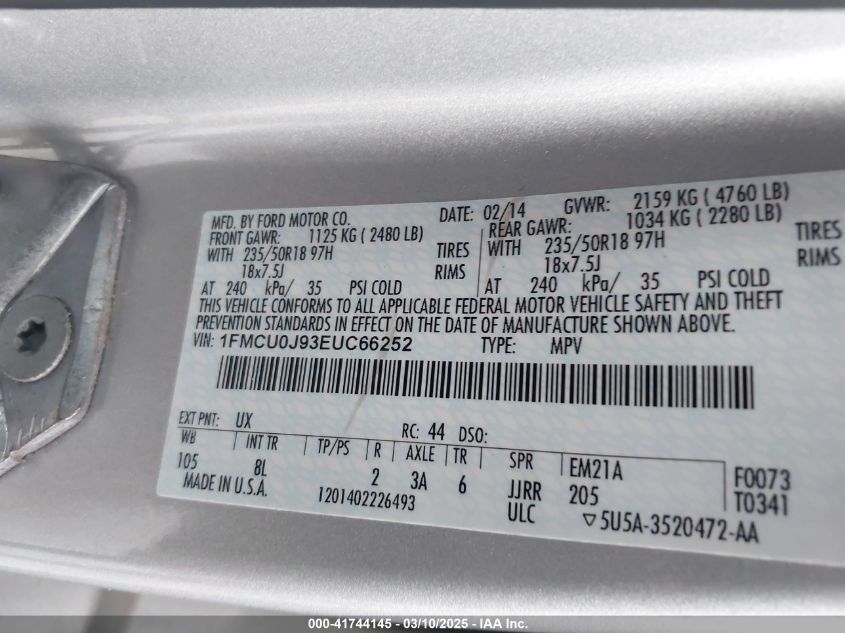 MFD. BY FORD MOTOR CO. DATE: 02/14 GVWR: 2159 KG ( 4760 LB)
FRONT GAWR: 1125 KG ( 2480 LB) REAR GAWR: 1034 KG ( 2280 LB)
WITH 235/50R18 97H TIRES WITH 235/50R18 97H TIRES
18x7.5J RIMS 18x7.5J RIMS
AT 240 kPa/ 35 PSI COLD AT 240 kPa/ 35 PSI COLD
THIS VEHICLE CONFORMS TO ALL APPLICABLE FEDERAL MOTOR VEHICLE SAFETY AND THEFT
PREVENTION STANDARDS IN EFFECT ON THE DATE OF MANUFACTURE SHOWN ABOVE.
VIN: 1FMCU0J93EUC66252 TYPE: MPV
EXT PNT: UX RC: 44 DSO:
WB INT TR TP/PS R AXLE TR SPR EM21A F0073
105 8L 2 3A 6 JJRR 205 T0341
MADE IN U.S.A. 1201402226493 ULC ▽5U5A-3520472-AA
000-41744145 - 03/10/2025 - IAA Inc.